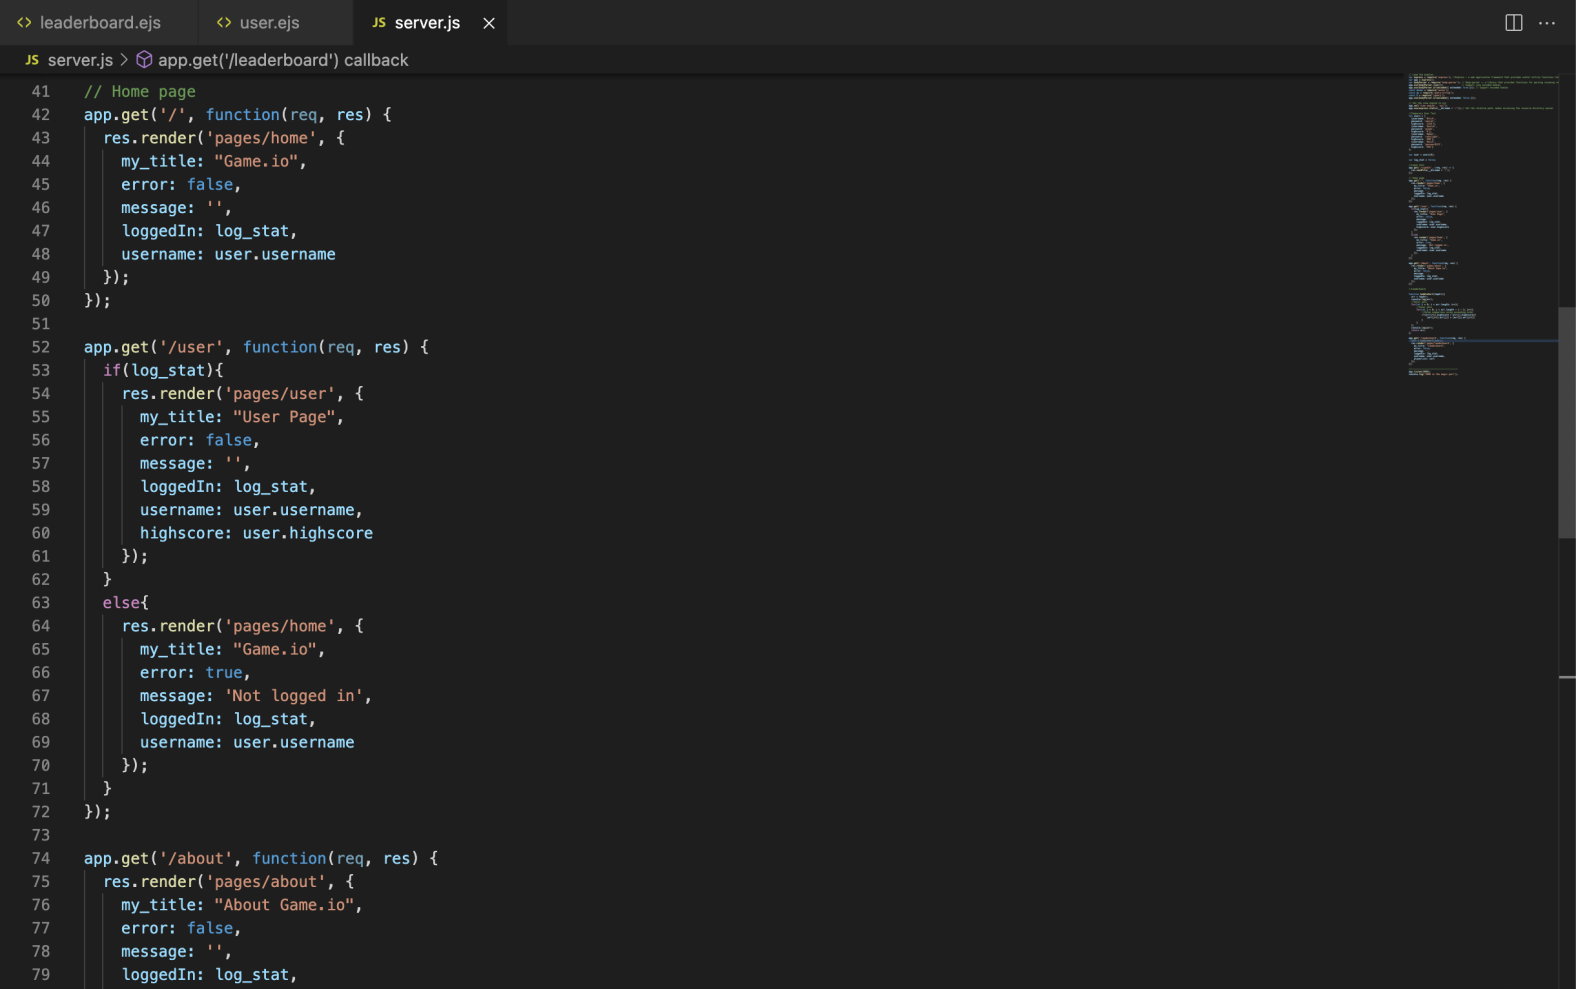 leaderboard.ejs user.ejs JS server.js
JS server.js app.get('/leaderboard') callback
41 // Home page
42 app.get('/', function(req, res) {
43 res.render('pages/home', {
44 my_title: "Game.io",
45 error: false,
46 message: '',
47 loggedIn: log_stat,
48 username: user.username
49 });
50 });
51
52 app.get('/user', function(req, res) {
53 if(log_stat){
54 res.render('pages/user', {
55 my_title: "User Page",
56 error: false,
57 message: '',
58 loggedIn: log_stat,
59 username: user.username,
60 highscore: user.highscore
61 });
62 }
63 else{
64 res.render('pages/home', {
65 my_title: "Game.io",
66 error: true,
67 message: 'Not logged in',
68 loggedIn: log_stat,
69 username: user.username
70 });
71 }
72 });
73
74 app.get('/about', function(req, res) {
75 res.render('pages/about', {
76 my_title: "About Game.io",
77 error: false,
78 message: '',
79 loggedIn: log_stat,